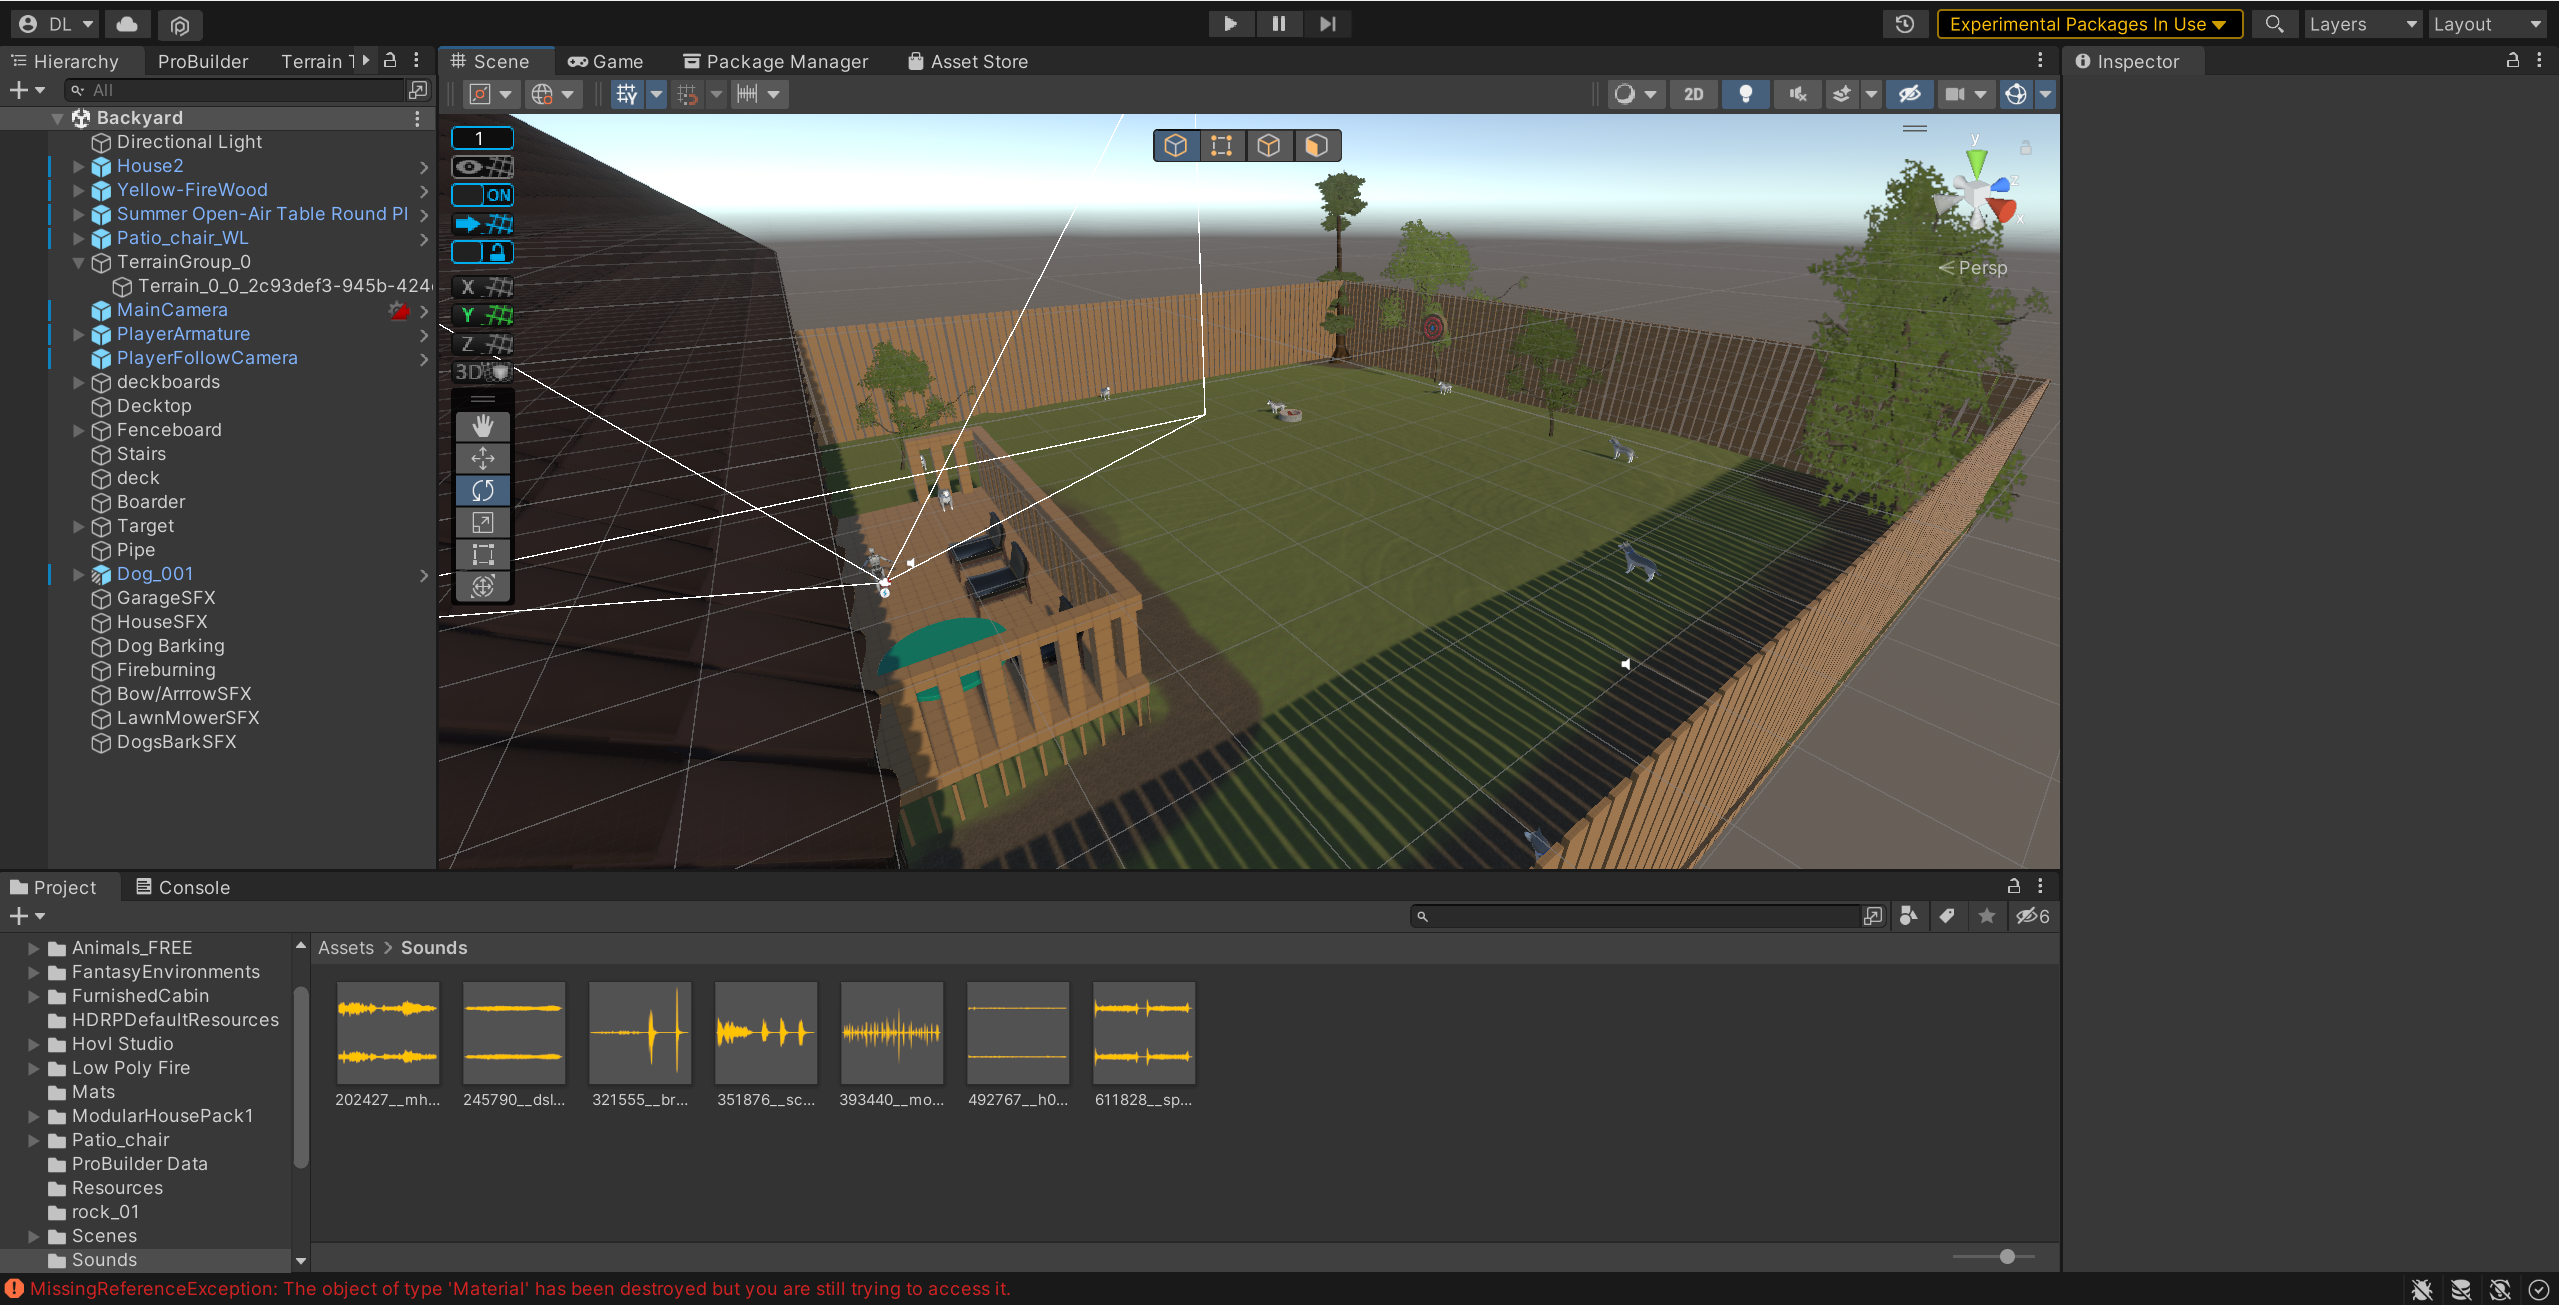 DL
Experimental Packages In Use
Layers
Layout
Hierarchy
ProBuilder
Terrain T
Scene
Game
Package Manager
Asset Store
Inspector
All
2D
Backyard
Directional Light
House2
Yellow-FireWood
Summer Open-Air Table Round Pl
Patio_chair_WL
TerrainGroup_0
Terrain_0_0_2c93def3-945b-424
MainCamera
PlayerArmature
PlayerFollowCamera
deckboards
Decktop
Fenceboard
Stairs
deck
Boarder
Target
Pipe
Dog_001
GarageSFX
HouseSFX
Dog Barking
Fireburning
Bow/ArrrowSFX
LawnMowerSFX
DogsBarkSFX
1
ON
X
Y
Z
3D
y
z
x
Persp
Project
Console
6
Animals_FREE
FantasyEnvironments
FurnishedCabin
HDRPDefaultResources
Hovl Studio
Low Poly Fire
Mats
ModularHousePack1
Patio_chair
ProBuilder Data
Resources
rock_01
Scenes
Sounds
Assets > Sounds
202427__mh...
245790__dsl...
321555__br...
351876__sc...
393440__mo...
492767__h0...
611828__sp...
MissingReferenceException: The object of type 'Material' has been destroyed but you are still trying to access it.